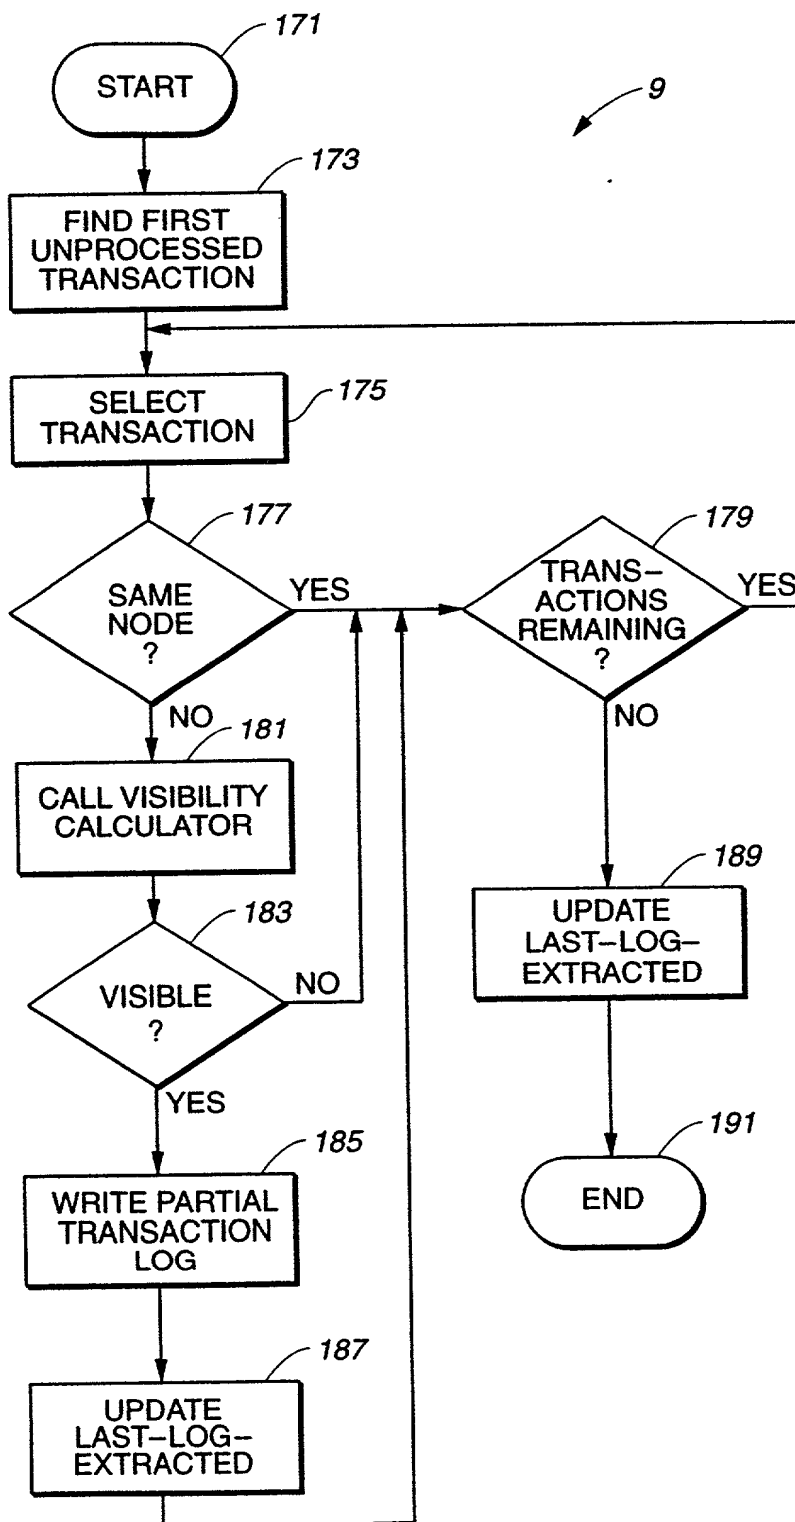 171
START
9
173
FIND FIRST
UNPROCESSED
TRANSACTION
175
SELECT
TRANSACTION
177
SAME
NODE
?
YES
NO
179
TRANS–
ACTIONS
REMAINING
?
YES
NO
181
CALL VISIBILITY
CALCULATOR
183
VISIBLE
?
NO
YES
189
UPDATE
LAST–LOG–
EXTRACTED
185
WRITE PARTIAL
TRANSACTION
LOG
191
END
187
UPDATE
LAST–LOG–
EXTRACTED